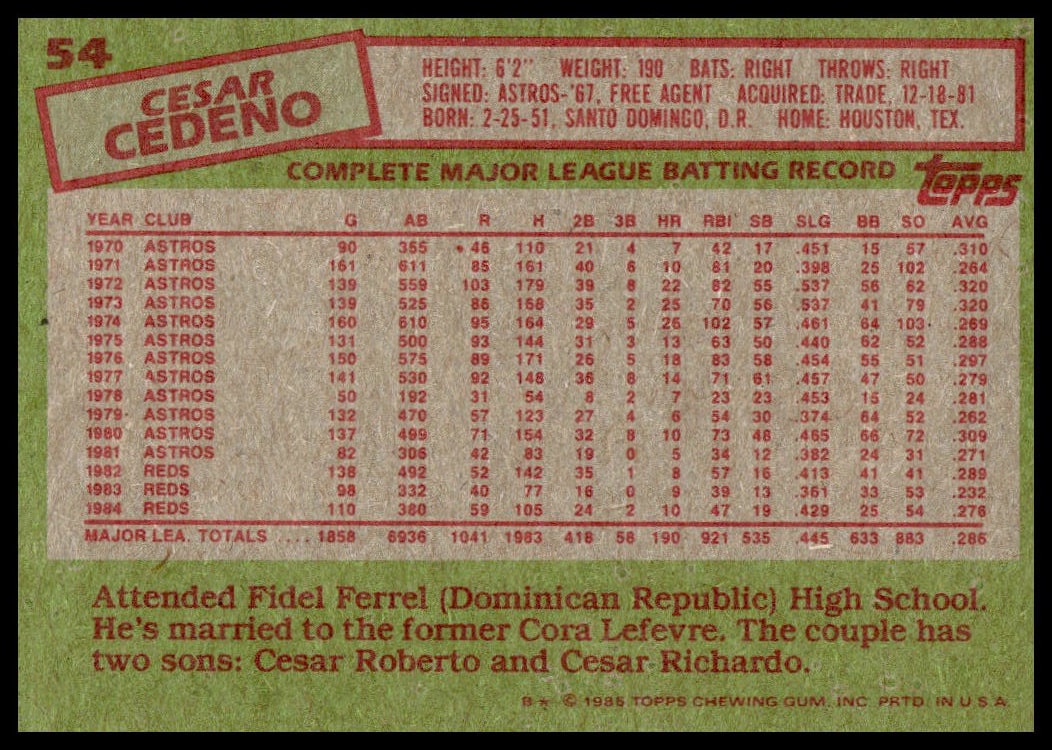 54
CESAR
CEDENO
HEIGHT: 6'2" WEIGHT: 190 BATS: RIGHT THROWS: RIGHT
SIGNED: ASTROS-'67, FREE AGENT ACQUIRED: TRADE, 12-18-81
BORN: 2-25-51, SANTO DOMINGO, D.R. HOME: HOUSTON, TEX.
COMPLETE MAJOR LEAGUE BATTING RECORD
TOPPS
YEAR CLUB G AB R H 2B 3B HR RBI SB SLG BB SO AVG
1970 ASTROS 90 355 46 110 21 4 7 42 17 .451 15 57 .310
1971 ASTROS 161 611 85 161 40 6 10 81 20 .398 25 102 .264
1972 ASTROS 139 559 103 179 39 8 22 82 55 .537 56 62 .320
1973 ASTROS 139 525 86 168 35 2 25 70 56 .537 41 79 .320
1974 ASTROS 160 610 95 164 29 5 26 102 57 .461 64 103 .269
1975 ASTROS 131 500 93 144 31 3 13 63 50 .440 62 52 .288
1976 ASTROS 150 575 89 171 26 5 18 83 58 .454 55 51 .297
1977 ASTROS 141 530 92 148 36 8 14 71 61 .457 47 50 .279
1978 ASTROS 50 192 31 54 8 2 7 23 23 .453 15 24 .281
1979 ASTROS 132 470 57 123 27 4 6 54 30 .374 64 52 .262
1980 ASTROS 137 499 71 154 32 8 10 73 48 .465 66 72 .309
1981 ASTROS 82 306 42 83 19 0 5 34 12 .382 24 31 .271
1982 REDS 138 492 52 142 35 1 8 57 16 .413 41 41 .289
1983 REDS 98 332 40 77 16 0 9 39 13 .361 33 53 .232
1984 REDS 110 380 59 105 24 2 10 47 19 .429 25 54 .276
MAJOR LEA. TOTALS .... 1858 6936 1041 1983 418 58 190 921 535 .445 633 883 .286
Attended Fidel Ferrel (Dominican Republic) High School.
He's married to the former Cora Lefevre. The couple has
two sons: Cesar Roberto and Cesar Richardo.
B* © 1985 TOPPS CHEWING GUM, INC. PRTD. IN U.S.A.